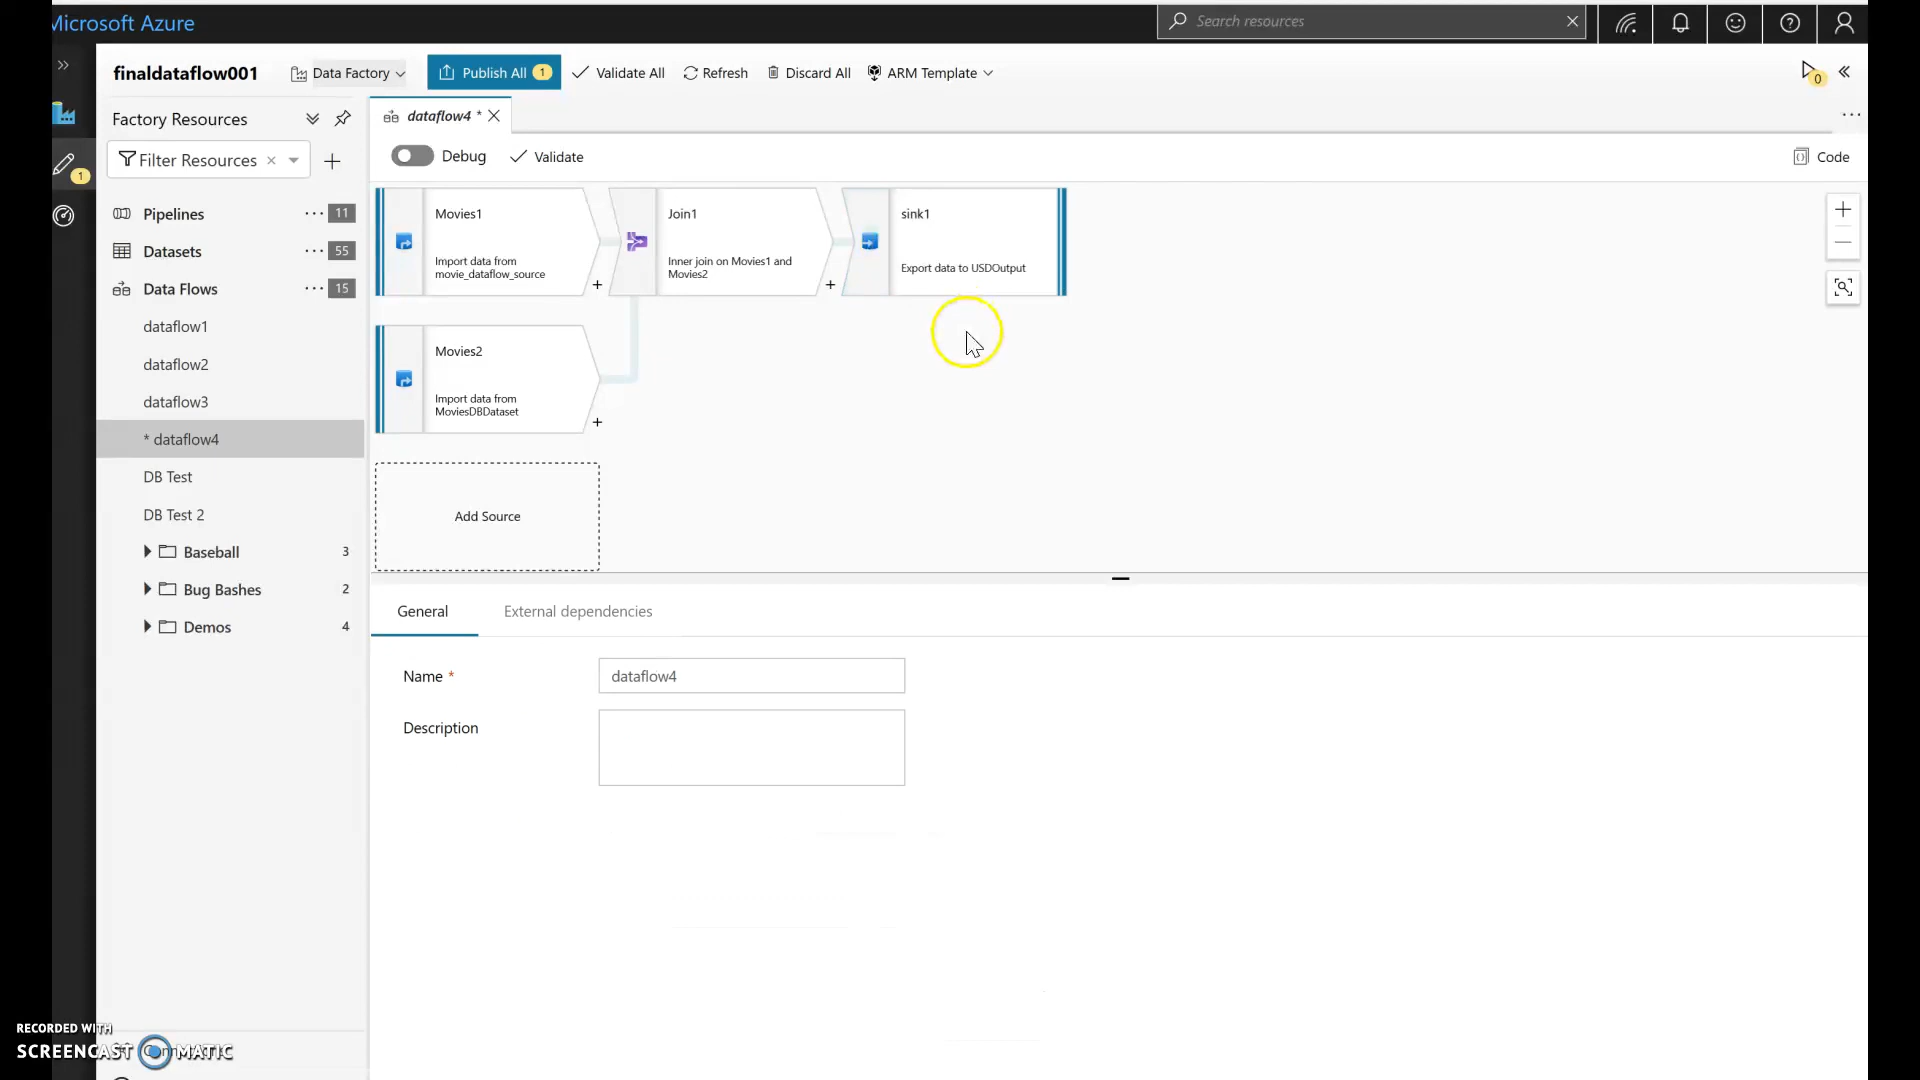 Microsoft Azure
Search resources
finaldataflow001
Data Factory
Publish All 1
Validate All
Refresh
Discard All
ARM Template
0
Factory Resources
dataflow4 *
Filter Resources
Debug
Validate
Code
1
Pipelines
11
Datasets
55
Data Flows
15
dataflow1
dataflow2
dataflow3
* dataflow4
DB Test
DB Test 2
Baseball
3
Bug Bashes
2
Demos
4
Movies1
Import data from
movie_dataflow_source
Join1
Inner join on Movies1 and
Movies2
sink1
Export data to USDOutput
Movies2
Import data from
MoviesDBDataset
Add Source
General
External dependencies
Name *
dataflow4
Description
RECORDED WITH
SCREENCAST MATIC